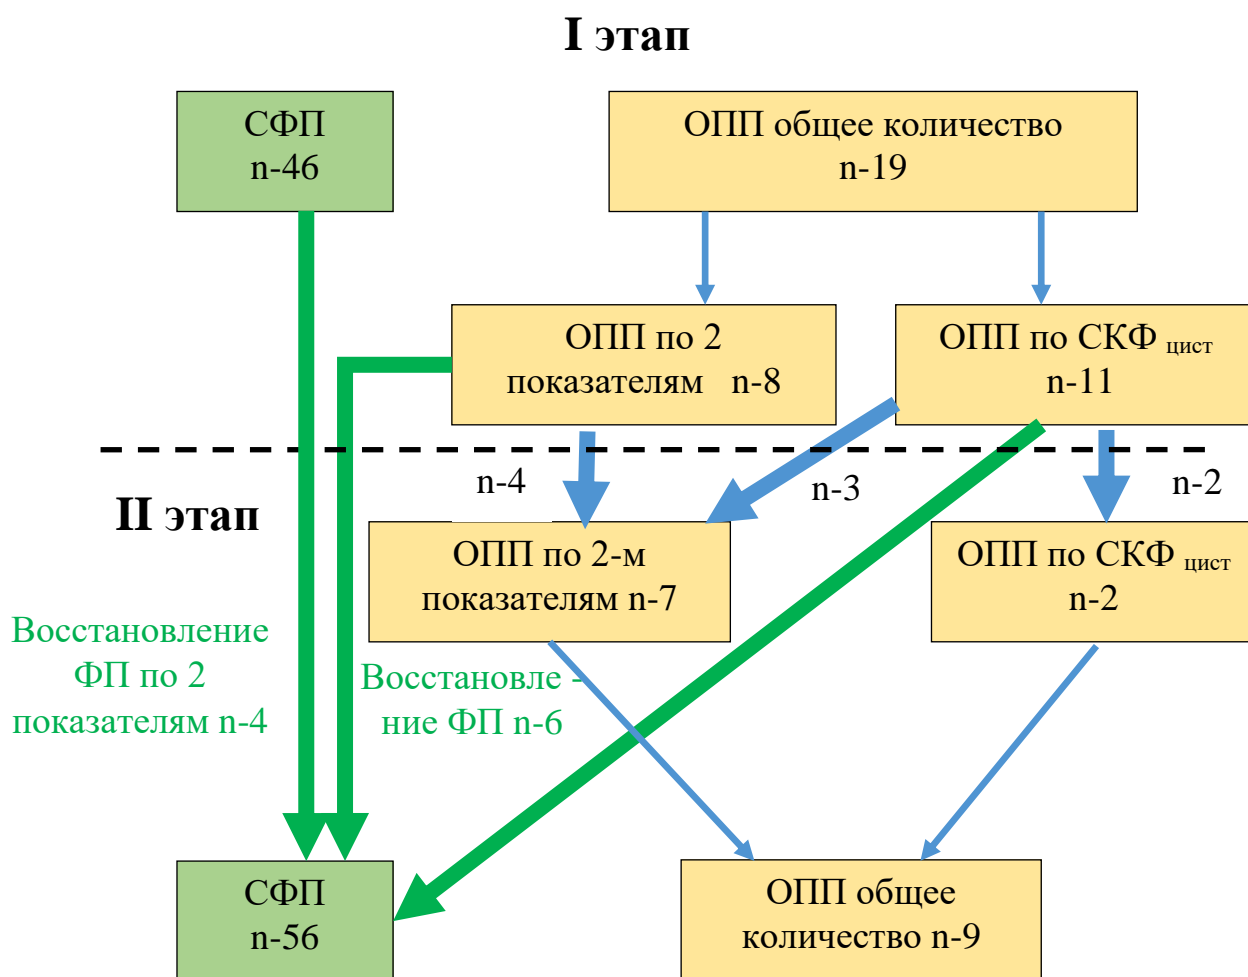 I этап
СФП
n-46
ОПП общее количество
n-19
ОПП по 2
показателям n-8
ОПП по СКФ цист
n-11
n-4
n-3
n-2
II этап
ОПП по 2-м
показателям n-7
ОПП по СКФ цист
n-2
Восстановление
ФП по 2
показателям n-4
Восстановле -
ние ФП n-6
СФП
n-56
ОПП общее
количество n-9